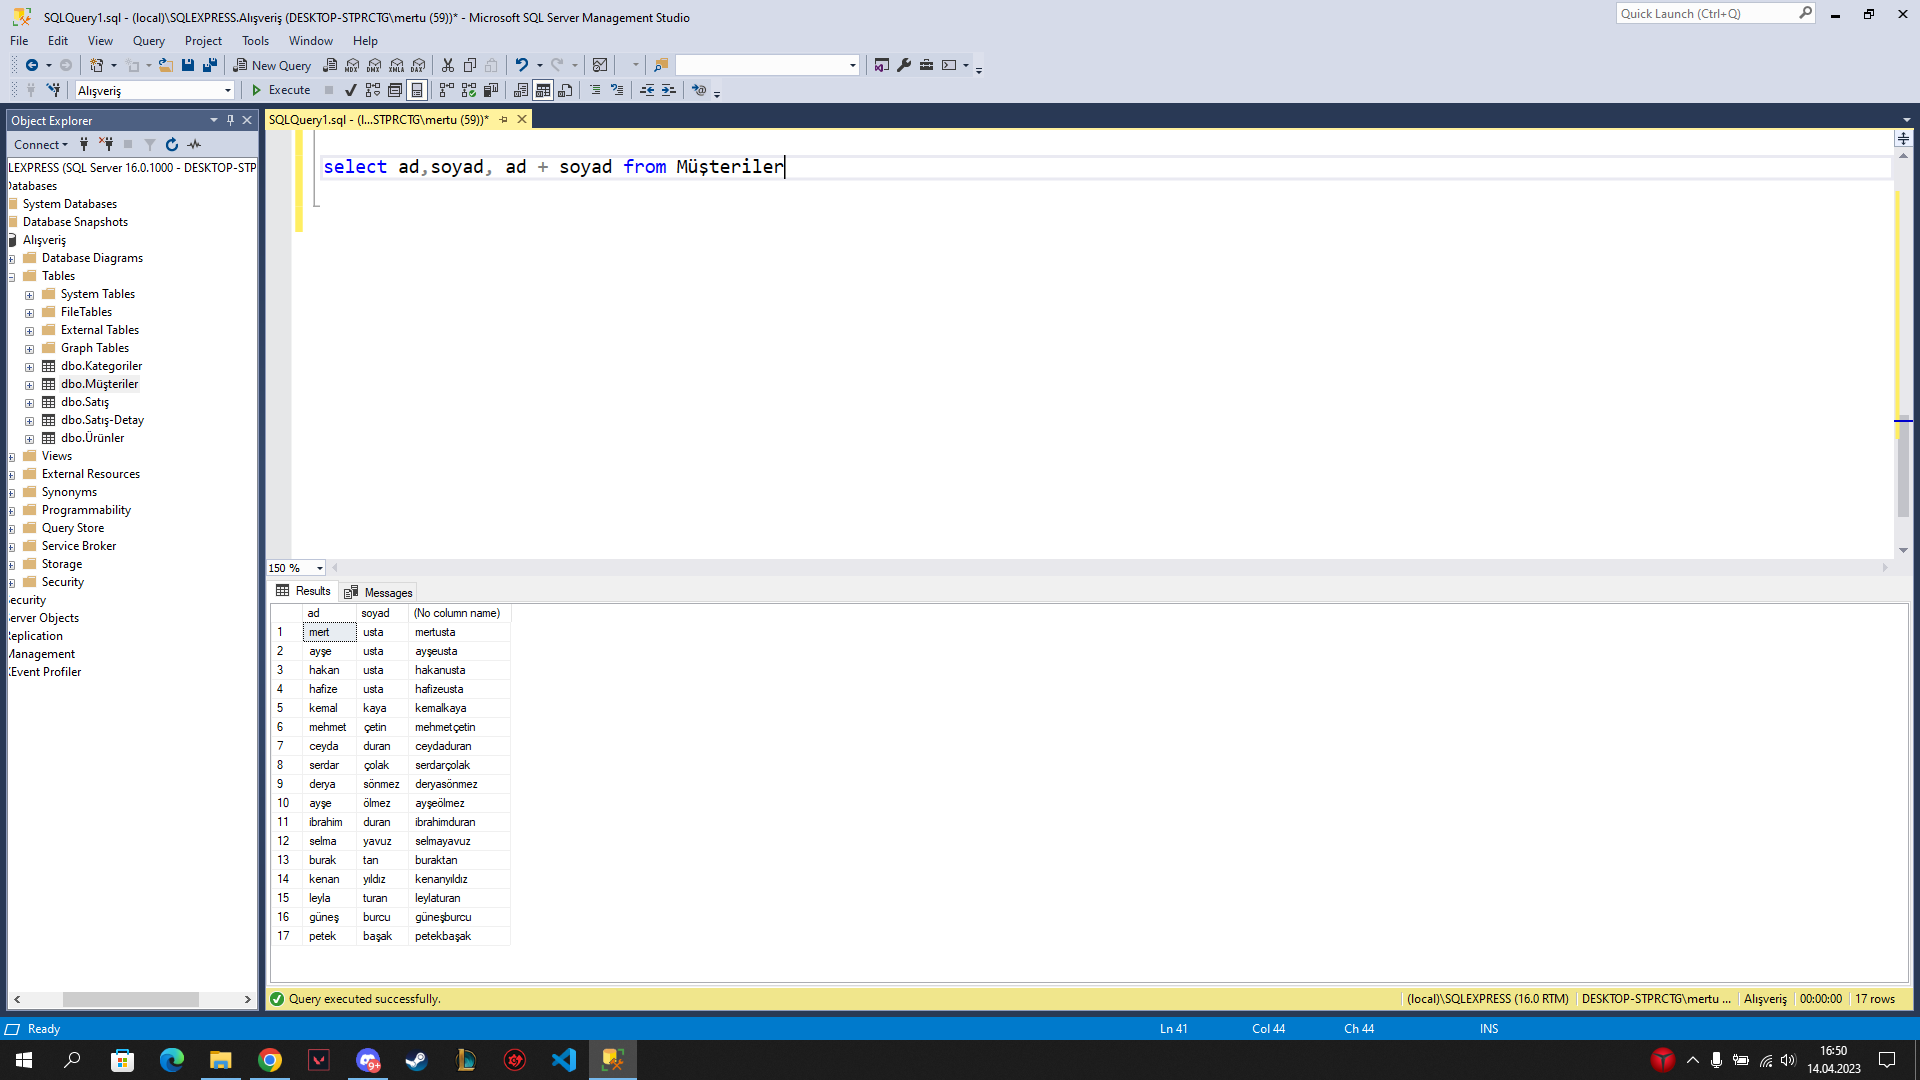 SQLQuery1.sql - (local)\SQLEXPRESS.Alışveriş (DESKTOP-STPRCTG\mertu (59))* - Microsoft SQL Server Management Studio
Quick Launch (Ctrl+Q)
File Edit View Query Project Tools Window Help
New Query
MDX DMX XMLA DAX
Alışveriş
Execute
Object Explorer
SQLQuery1.sql - (l...STPRCTG\mertu (59))*
Connect
LEXPRESS (SQL Server 16.0.1000 - DESKTOP-STP
Databases
System Databases
Database Snapshots
Alışveriş
Database Diagrams
Tables
System Tables
FileTables
External Tables
Graph Tables
dbo.Kategoriler
dbo.Müşteriler
dbo.Satış
dbo.Satış-Detay
dbo.Ürünler
Views
External Resources
Synonyms
Programmability
Query Store
Service Broker
Storage
Security
ecurity
erver Objects
eplication
Management
XEvent Profiler
select ad,soyad, ad + soyad from Müşteriler
150 %
Results Messages
ad soyad (No column name)
1 mert usta mertusta
2 ayşe usta ayşeusta
3 hakan usta hakanusta
4 hafize usta hafizeusta
5 kemal kaya kemalkaya
6 mehmet çetin mehmetçetin
7 ceyda duran ceydaduran
8 serdar çolak serdarçolak
9 derya sönmez deryasönmez
10 ayşe ölmez ayşeölmez
11 ibrahim duran ibrahimduran
12 selma yavuz selmayavuz
13 burak tan buraktan
14 kenan yıldız kenanyıldız
15 leyla turan leylaturan
16 güneş burcu güneşburcu
17 petek başak petekbaşak
Query executed successfully.
(local)\SQLEXPRESS (16.0 RTM) DESKTOP-STPRCTG\mertu ... Alışveriş 00:00:00 17 rows
Ready
Ln 41 Col 44 Ch 44 INS
9+
16:50
14.04.2023